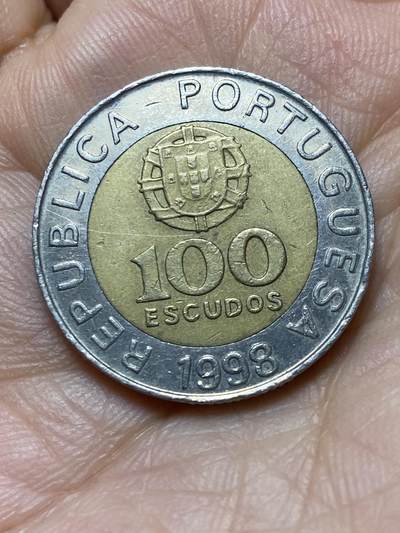 REPUBLICA PORTUGUESA
100
ESCUDOS
1998